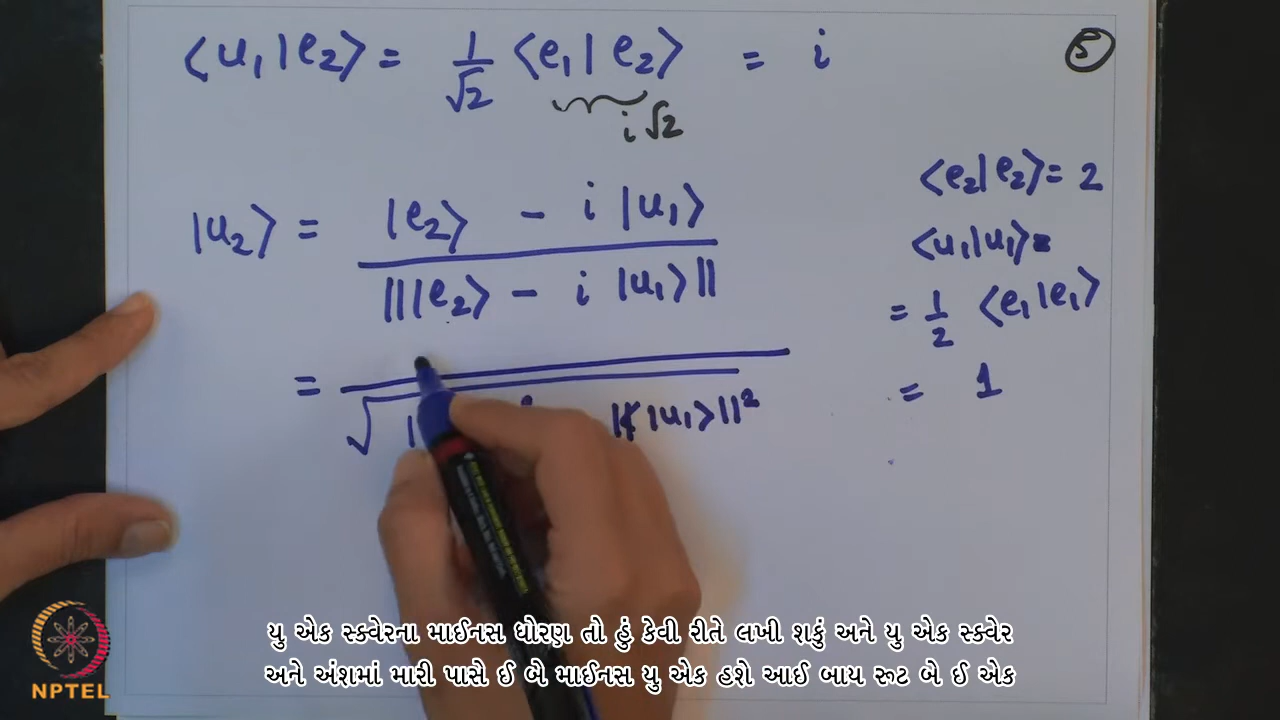 ⟨u₁|e₂⟩ = 1/√2 ⟨e₁|e₂⟩ = i
5
i√2
⟨e₂|e₂⟩ = 2
|u₂⟩ = |e₂⟩ - i |u₁⟩
⟨u₁|u₁⟩=
|||e₂⟩ - i |u₁⟩||
= 1/2 ⟨e₁|e₁⟩
= √ |u₁⟩||²
= 1
યુ એક સ્ક્વેરના માઈનસ ધોરણ તો હું કેવી રીતે લખી શકું અને યુ એક સ્ક્વેર
અને અંશમાં મારી પાસે ઈ બે માઈનસ યુ એક હશે આઈ બાય રૂટ બે ઈ એક
NPTEL